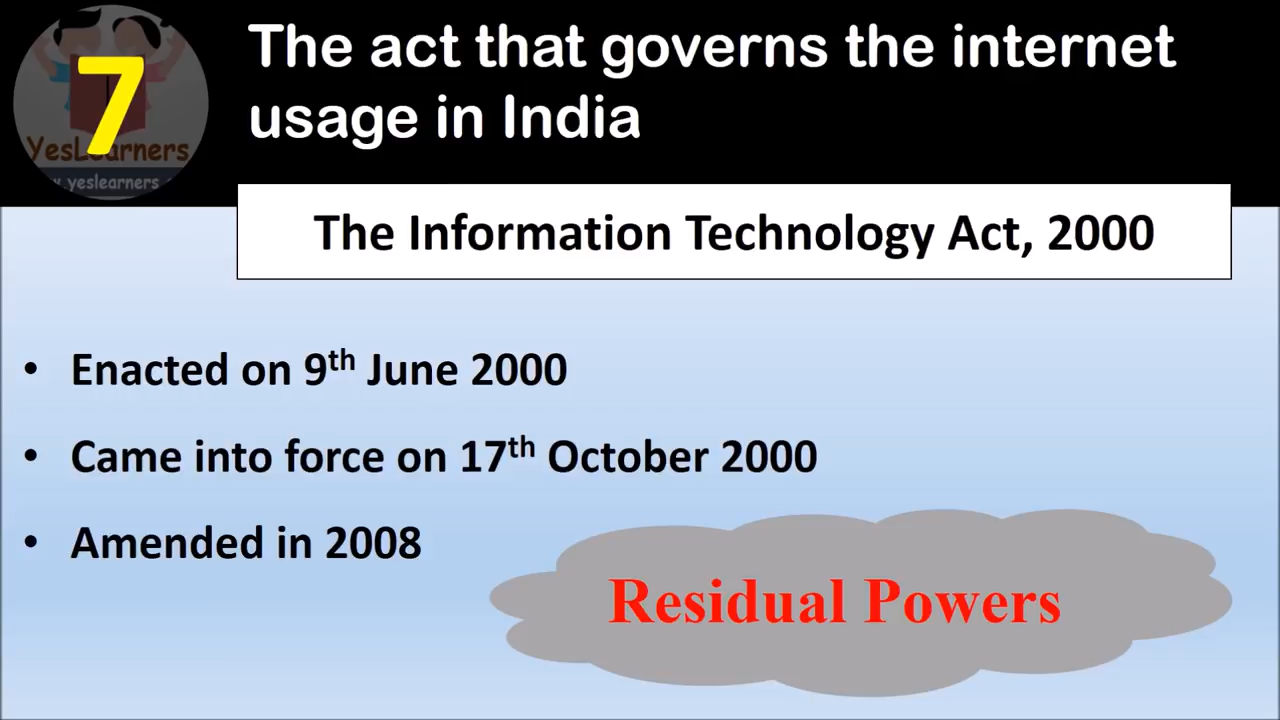 7
The act that governs the internet
usage in India
YesLearners
.yeslearners.
The Information Technology Act, 2000
• Enacted on 9th June 2000
• Came into force on 17th October 2000
• Amended in 2008
Residual Powers